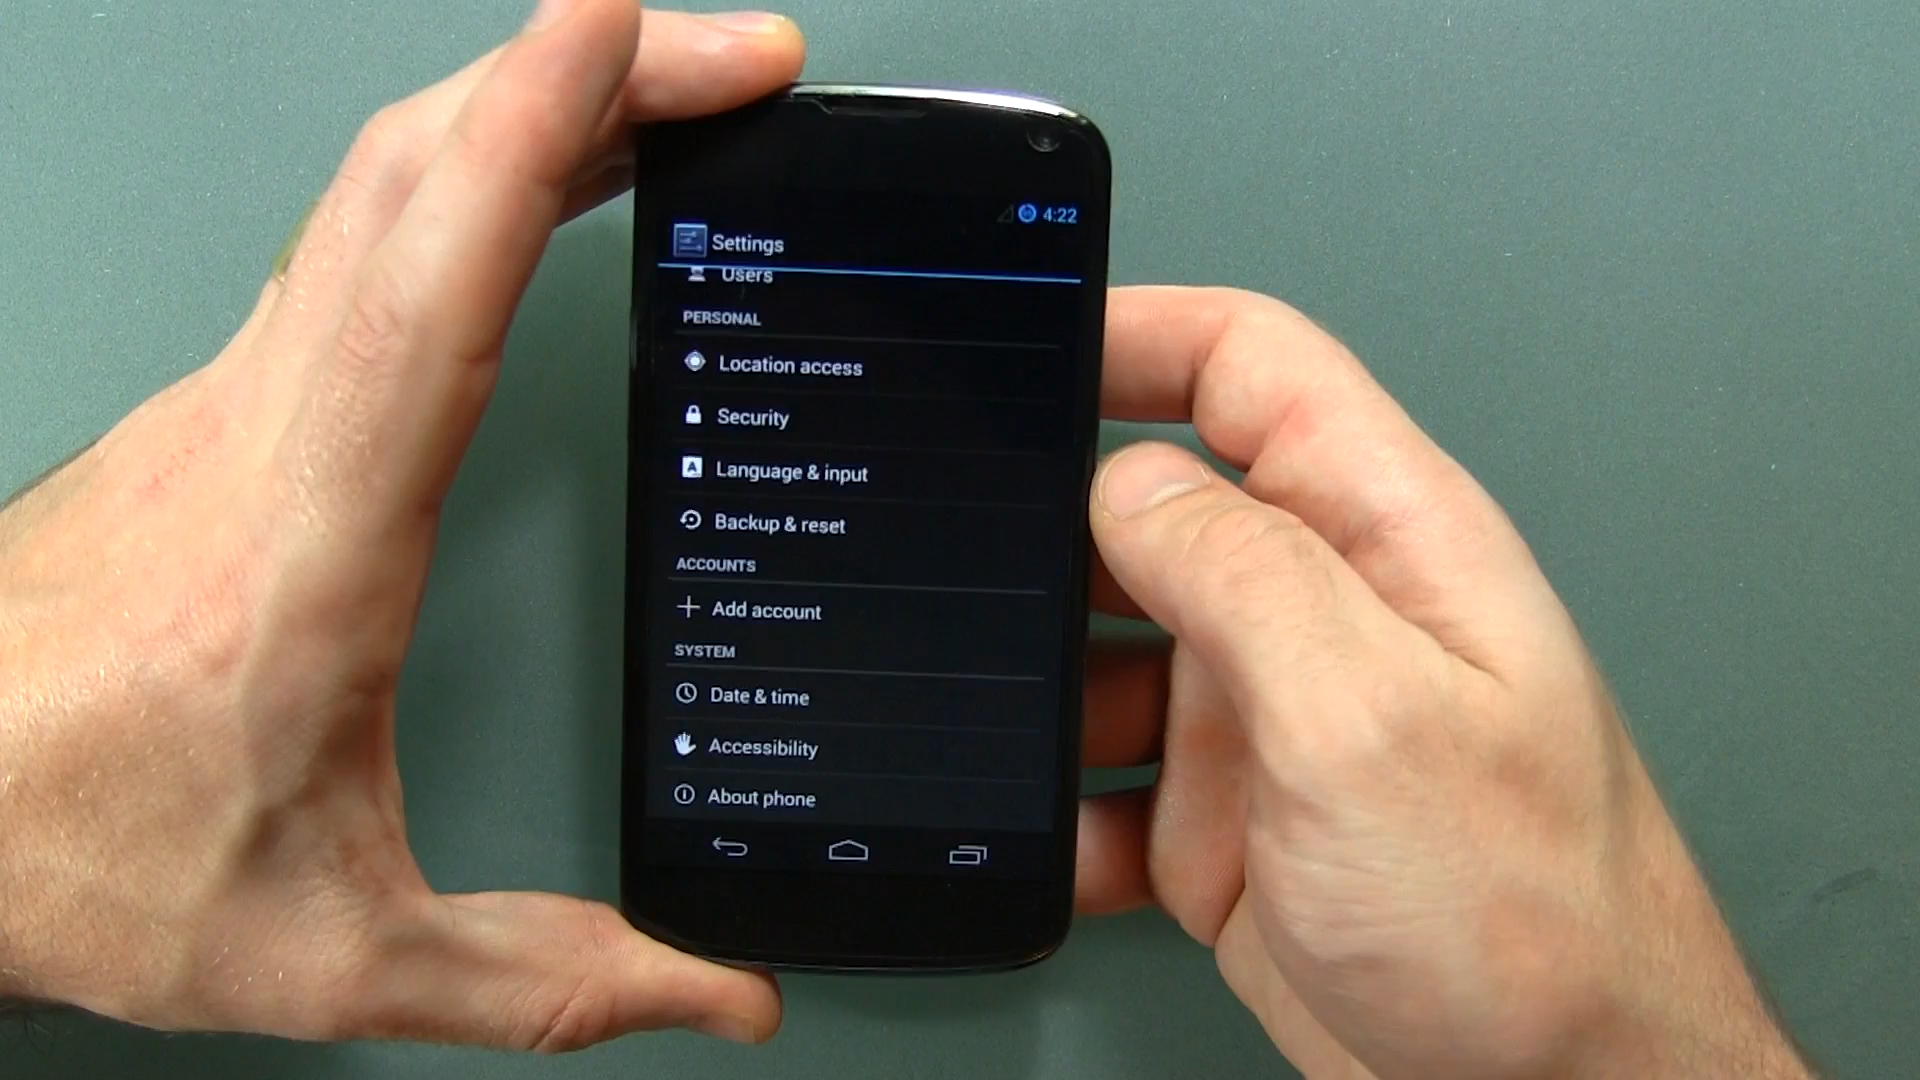 4:22
Settings
Users
PERSONAL
Location access
Security
A Language & input
Backup & reset
ACCOUNTS
Add account
SYSTEM
Date & time
Accessibility
About phone